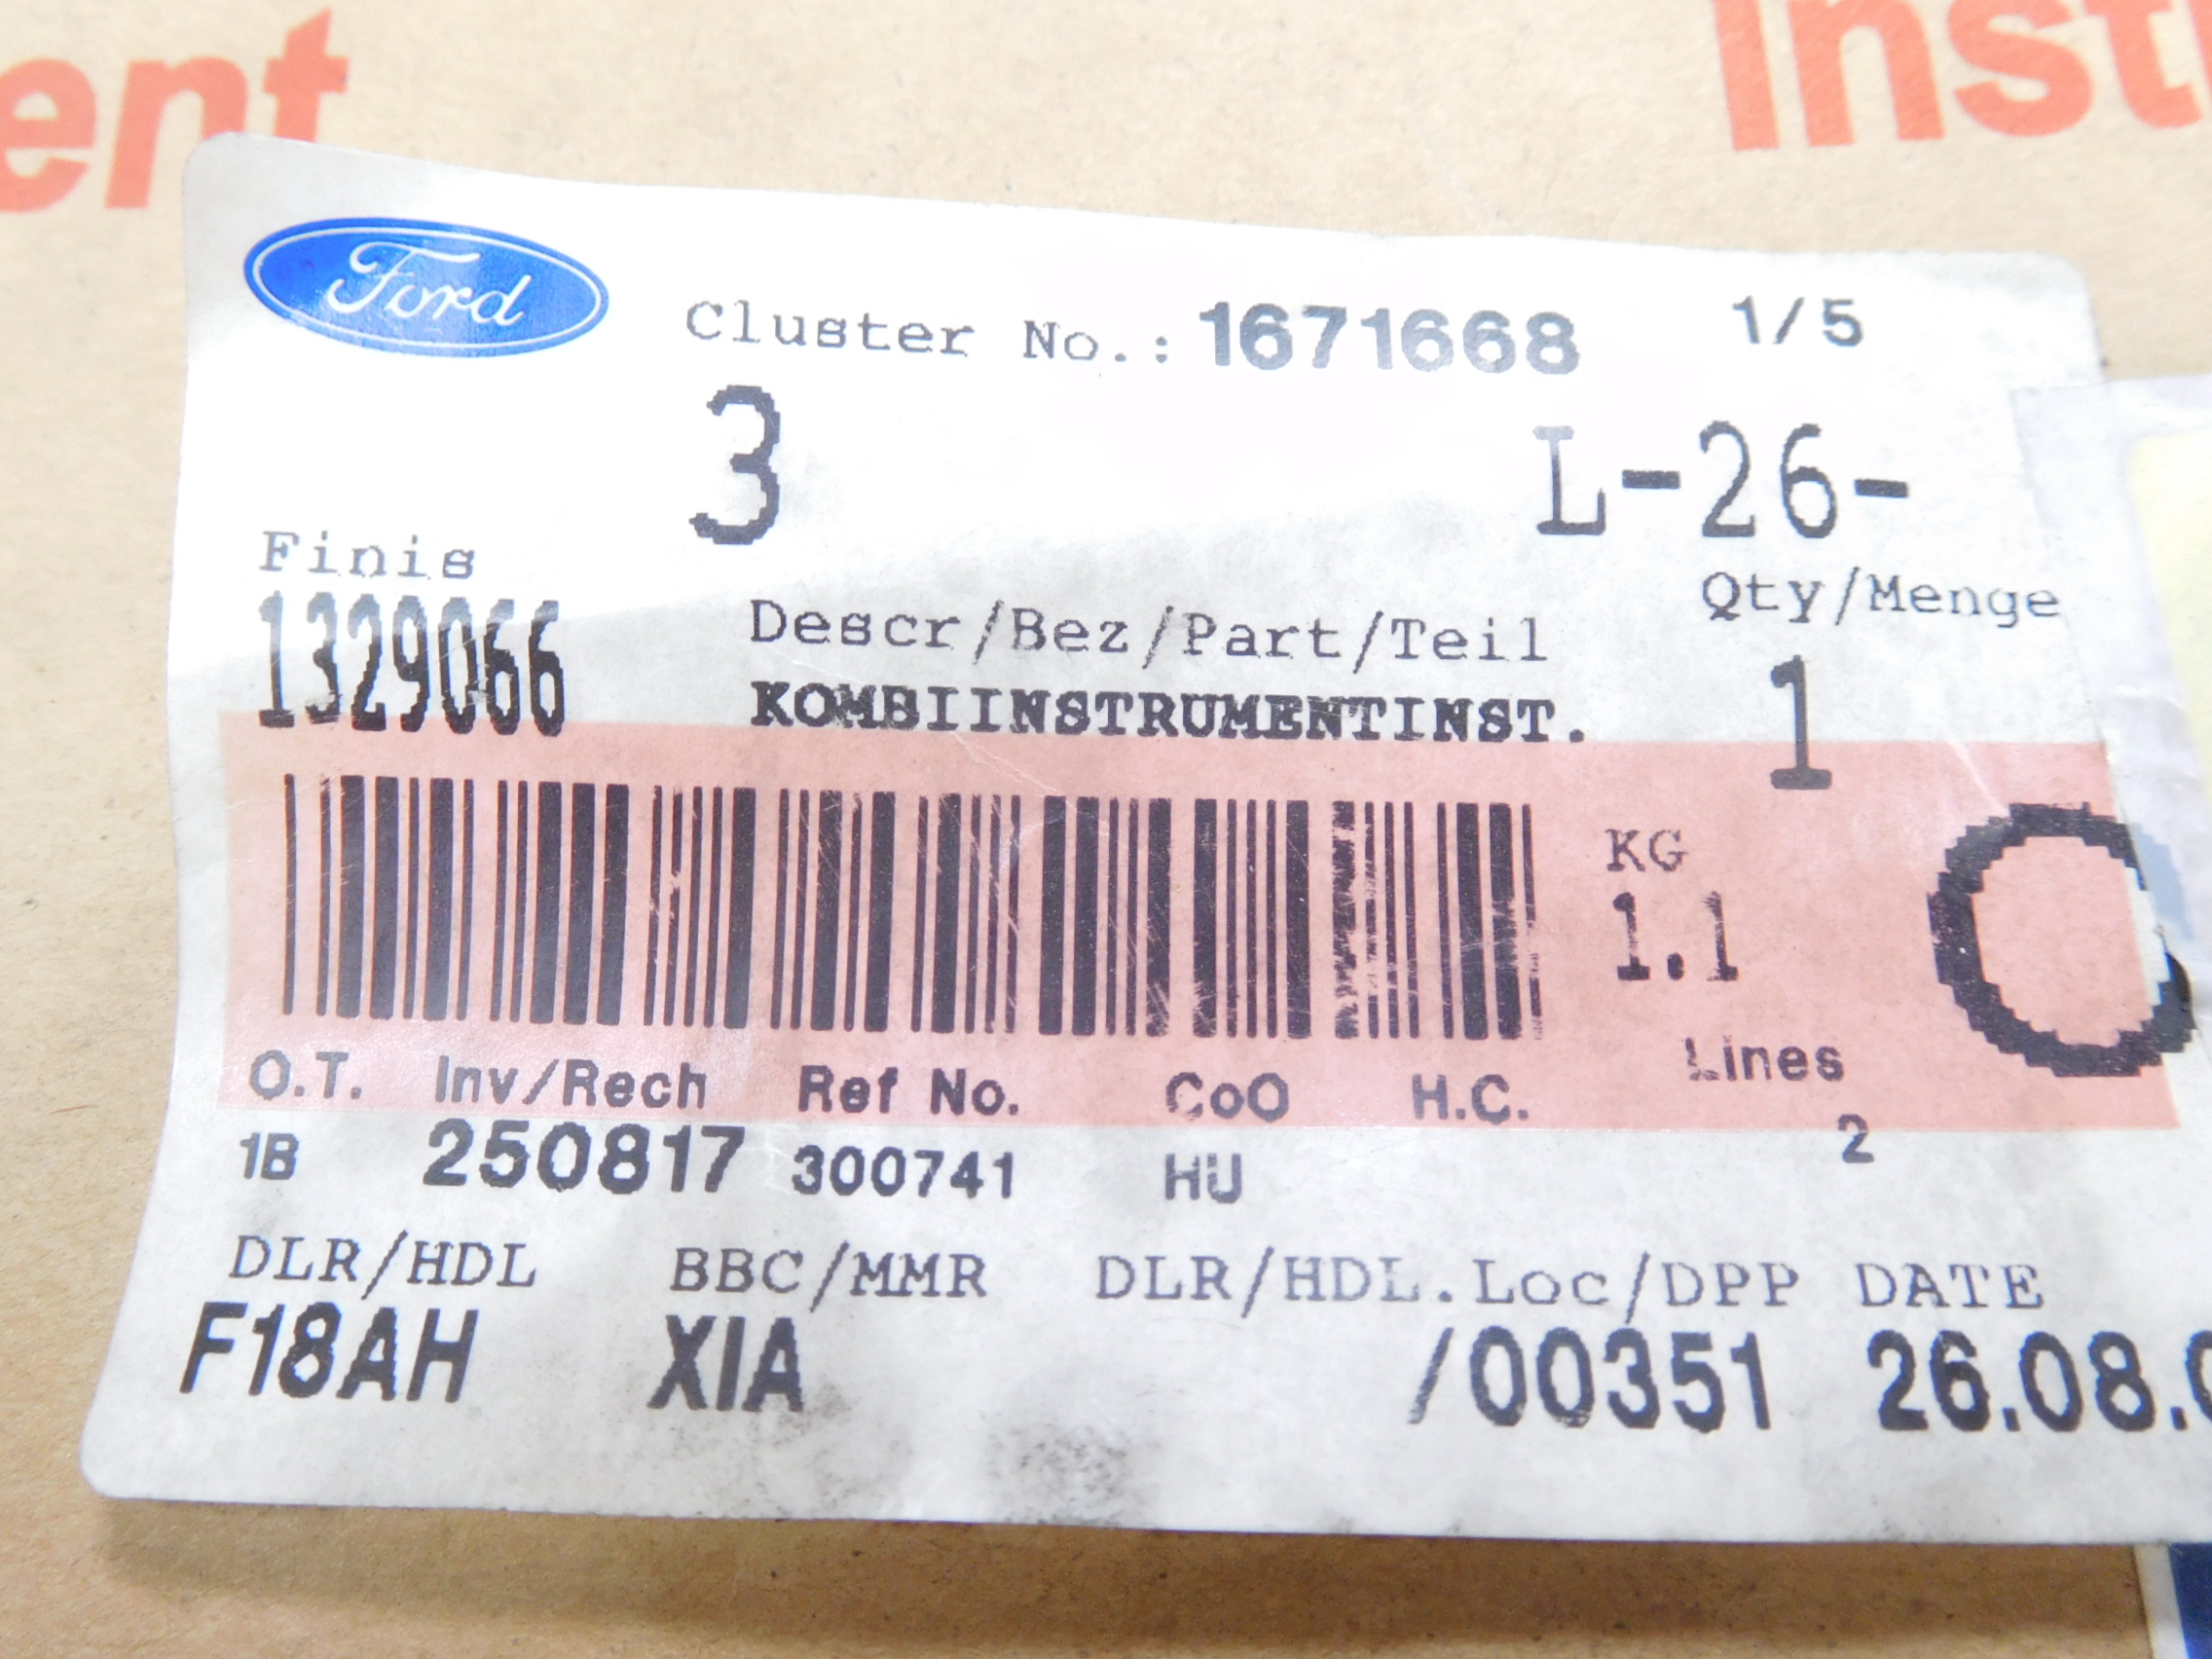 ent
Inst
Ford
Cluster No.: 1671668 1/5
3 L-26-
Finis
1329066
Descr/Bez/Part/Teil
KOMBIINSTRUMENTINST.
Qty/Menge
1
KG
1.1
O.T. Inv/Rech Ref No. CoO H.C. Lines
1B 250817 300741 HU 2
DLR/HDL BBC/MMR DLR/HDL.Loc/DPP DATE
F18AH XIA /00351 26.08.